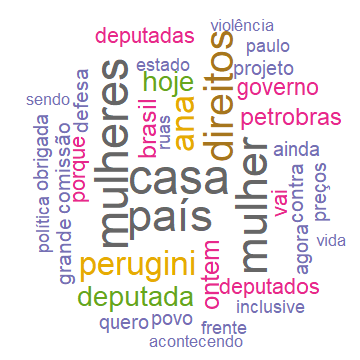 violência
deputadas
paulo
estado
projeto
hoje
governo
sendo
defesa
brasil
ruas
ana
direitos
petrobras
mulheres
porque
obrigada
comissão
casa
mulher
ainda
país
política
grande
vai
contra
preços
agora
perugini
ontem
vida
deputada
deputados
inclusive
quero
povo
frente
acontecendo